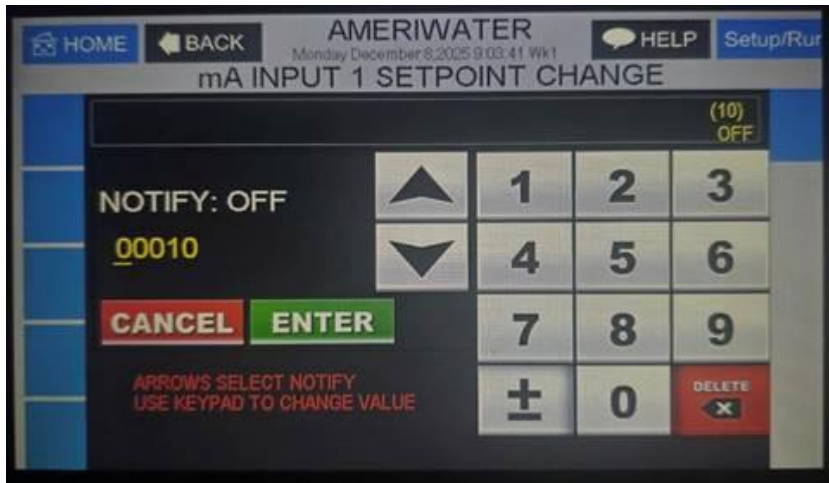 HOME BACK AMERIWATER HELP Setup/Run
Monday December 8,2025 9:03:41 Wk1
mA INPUT 1 SETPOINT CHANGE
(10)
OFF
NOTIFY: OFF
00010
CANCEL ENTER
ARROWS SELECT NOTIFY
USE KEYPAD TO CHANGE VALUE
1 2 3
4 5 6
7 8 9
± 0 DELETE
X